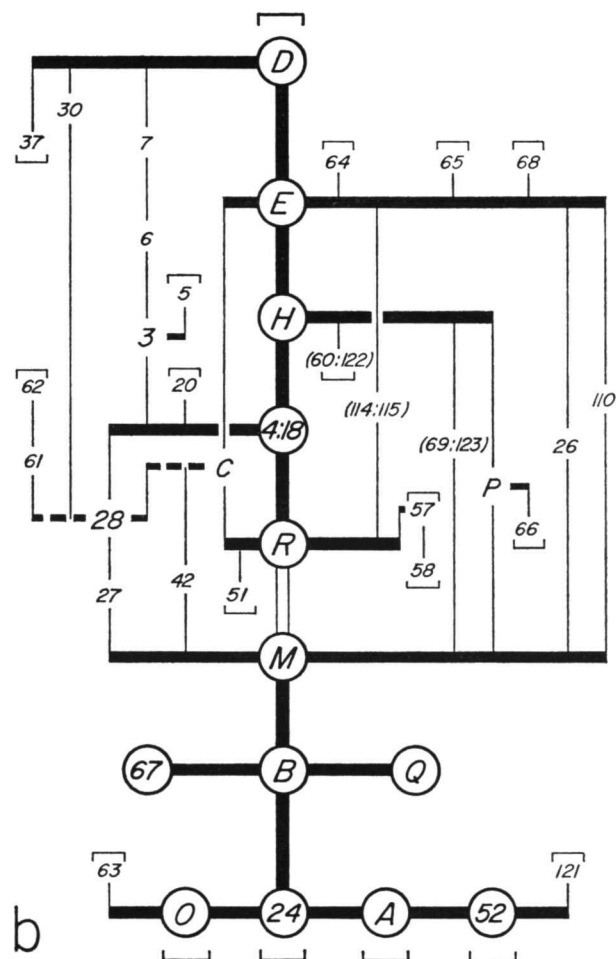 D
30
37 7
64 65 68
E
6
5
3 H
(60:122)
62 20
(114:115) 110
61 4:18 (69:123) 26
C
P
28 57
66
R
27 42 51 58
M
67 B Q
63 121
O 24 A 52
b